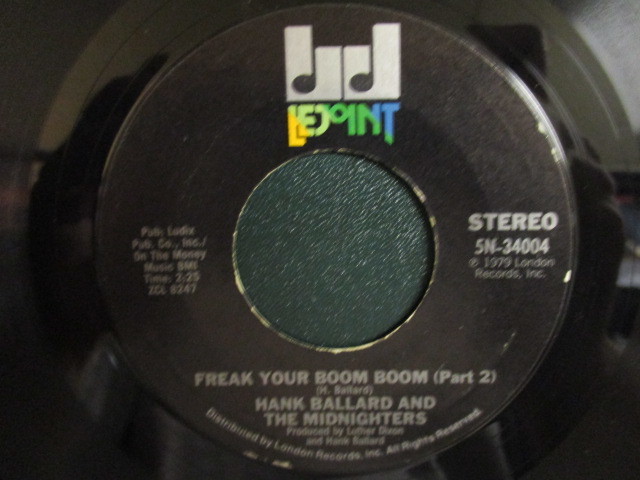 LEJOINT
Pub: Ludix
Pub. Co., Inc./
On The Money
Music BMI
Time: 2:25
ZCL 8247
STEREO
5N-34004
℗ 1979 London
Records, Inc.
FREAK YOUR BOOM BOOM (Part 2)
(H. Ballard)
HANK BALLARD AND
THE MIDNIGHTERS
Produced by Luther Dixon
and Hank Ballard
Distributed by London Records, Inc. All Rights Reserved.